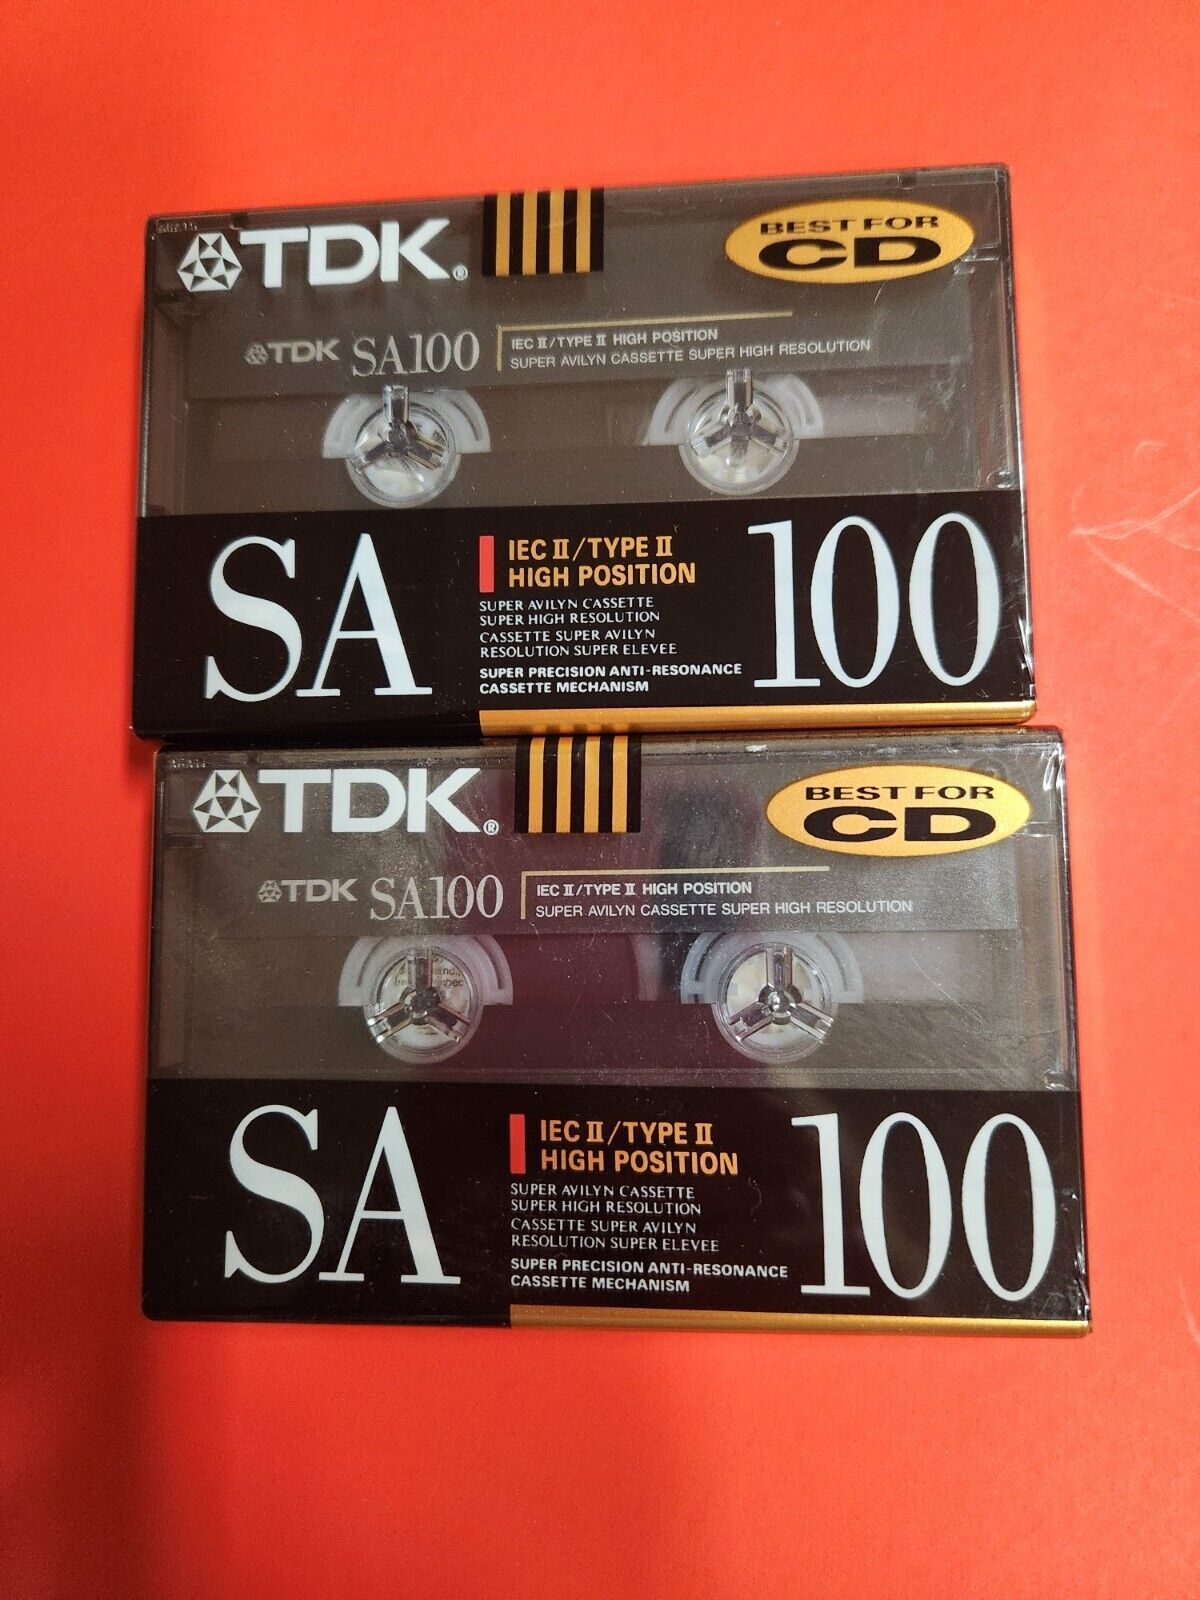 TDK®
BEST FOR
CD
TDK SA100
IEC II/TYPE II HIGH POSITION
SUPER AVILYN CASSETTE SUPER HIGH RESOLUTION
SA
IEC II/TYPE II
HIGH POSITION
SUPER AVILYN CASSETTE
SUPER HIGH RESOLUTION
CASSETTE SUPER AVILYN
RESOLUTION SUPER ELEVEE
SUPER PRECISION ANTI-RESONANCE
CASSETTE MECHANISM
100
TDK®
BEST FOR
CD
TDK SA100
IEC II/TYPE II HIGH POSITION
SUPER AVILYN CASSETTE SUPER HIGH RESOLUTION
SA
IEC II/TYPE II
HIGH POSITION
SUPER AVILYN CASSETTE
SUPER HIGH RESOLUTION
CASSETTE SUPER AVILYN
RESOLUTION SUPER ELEVEE
SUPER PRECISION ANTI-RESONANCE
CASSETTE MECHANISM
100